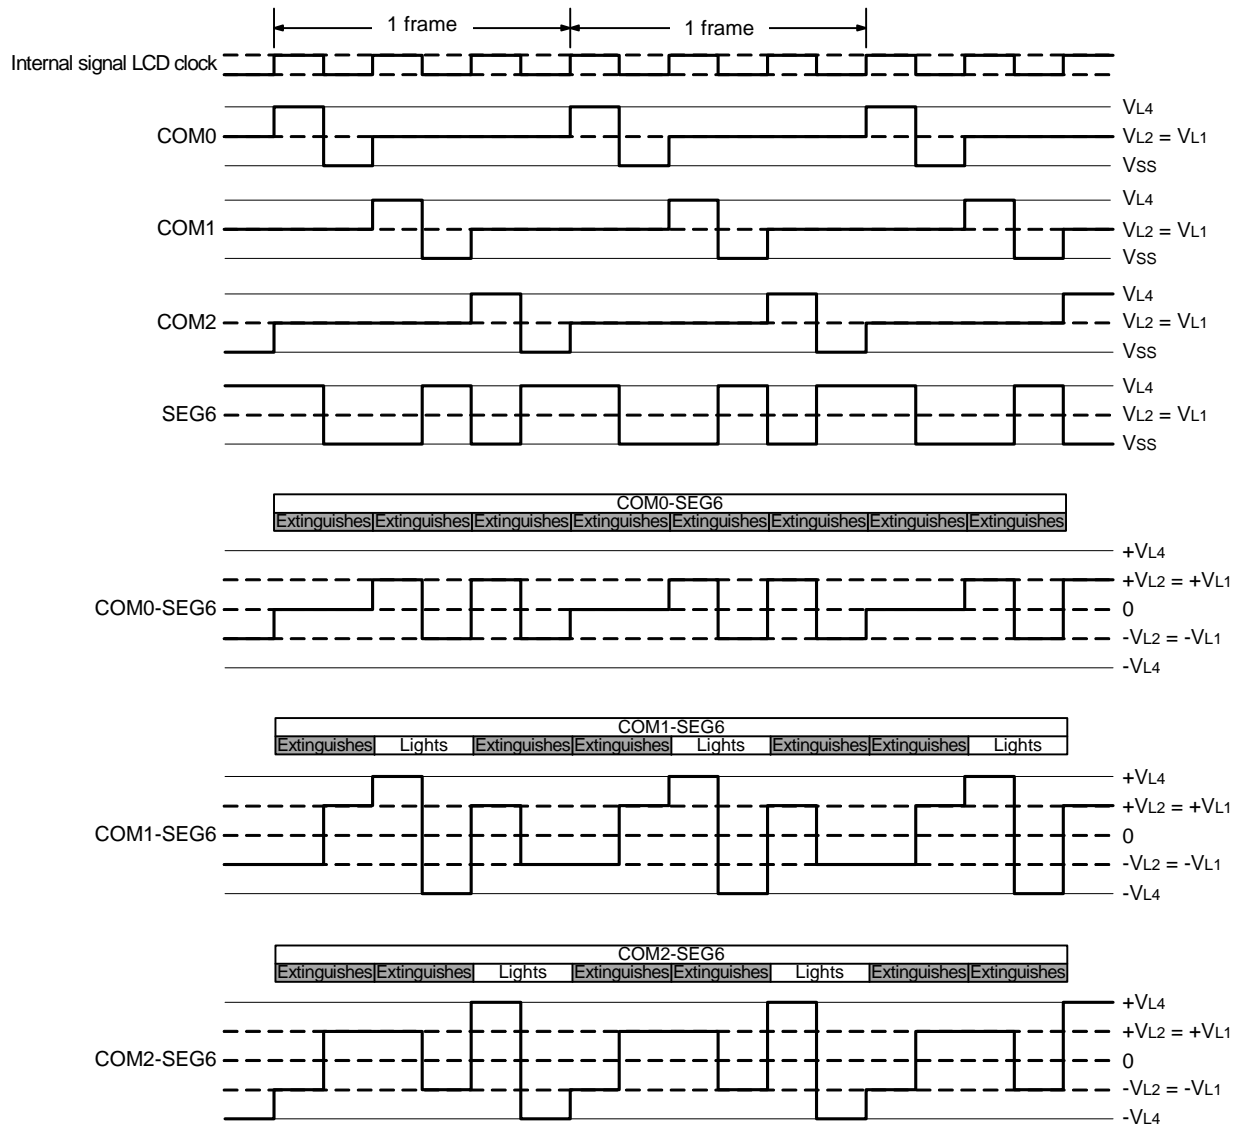 1 frame 1 frame
Internal signal LCD clock
VL4
COM0 VL2 = VL1
VSS
VL4
COM1 VL2 = VL1
VSS
VL4
COM2 VL2 = VL1
VSS
VL4
SEG6 VL2 = VL1
VSS
COM0-SEG6
Extinguishes Extinguishes Extinguishes Extinguishes Extinguishes Extinguishes Extinguishes Extinguishes
+VL4
+VL2 = +VL1
COM0-SEG6 0
-VL2 = -VL1
-VL4
COM1-SEG6
Extinguishes Lights Extinguishes Extinguishes Lights Extinguishes Extinguishes Lights
+VL4
+VL2 = +VL1
COM1-SEG6 0
-VL2 = -VL1
-VL4
COM2-SEG6
Extinguishes Extinguishes Lights Extinguishes Extinguishes Lights Extinguishes Extinguishes
+VL4
+VL2 = +VL1
COM2-SEG6 0
-VL2 = -VL1
-VL4